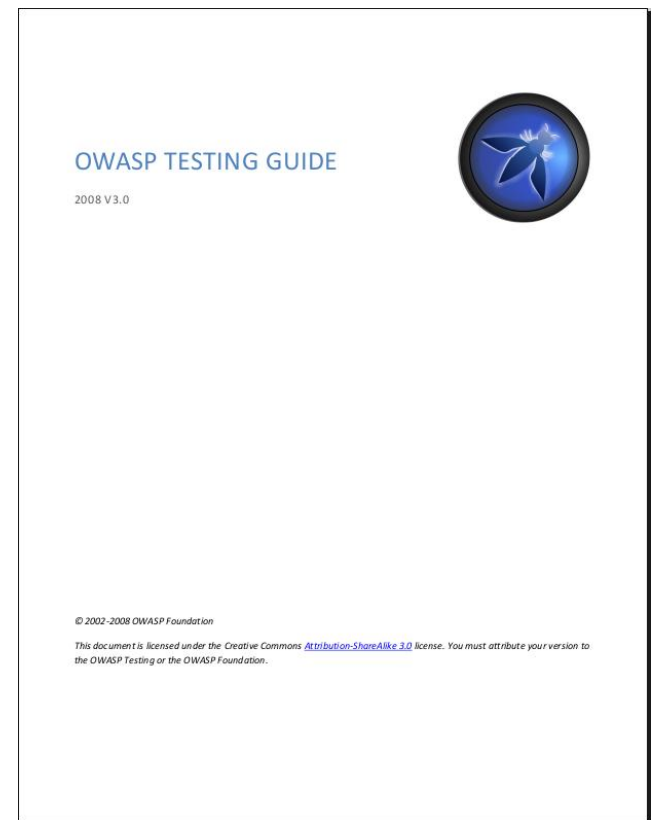 OWASP TESTING GUIDE
2008 V3.0
© 2002-2008 OWASP Foundation
This document is licensed under the Creative Commons Attribution-ShareAlike 3.0 license. You must attribute your version to
the OWASP Testing or the OWASP Foundation.